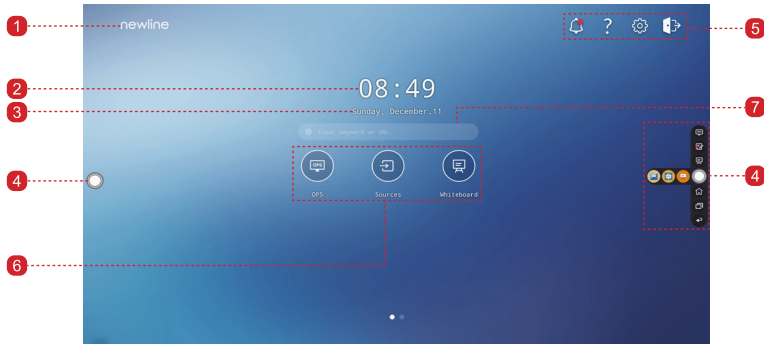 1
newline
5
2
08:49
3
Sunday, December.11
7
Input keyword or URL
4
OPS
4
OPS
Sources
Whiteboard
6